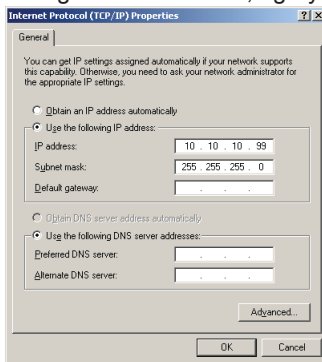 Internet Protocol (TCP/IP) Properties
General
You can get IP settings assigned automatically if your network supports
this capability. Otherwise, you need to ask your network administrator for
the appropriate IP settings.
Obtain an IP address automatically
Use the following IP address:
IP address: 10 . 10 . 10 . 99
Subnet mask: 255 . 255 . 255 . 0
Default gateway: . . .
Obtain DNS server address automatically
Use the following DNS server addresses:
Preferred DNS server: . . .
Alternate DNS server: . . .
Advanced...
OK Cancel